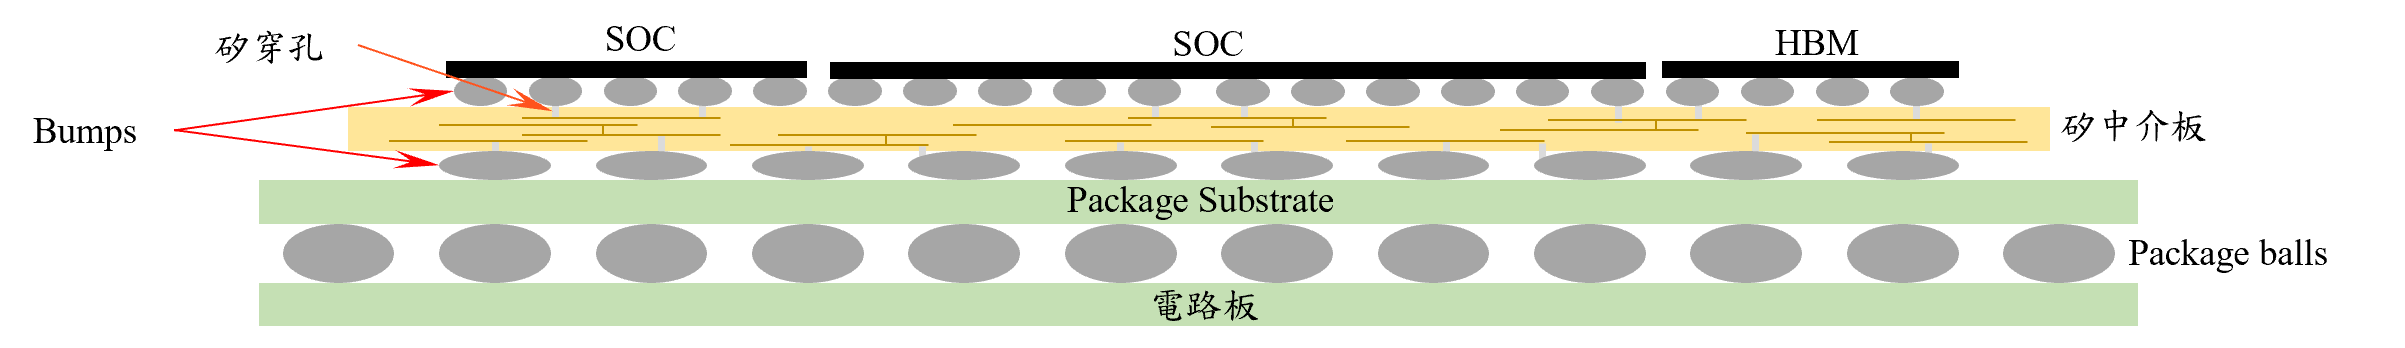 矽穿孔
SOC
SOC
HBM
Bumps
矽中介板
Package Substrate
Package balls
電路板